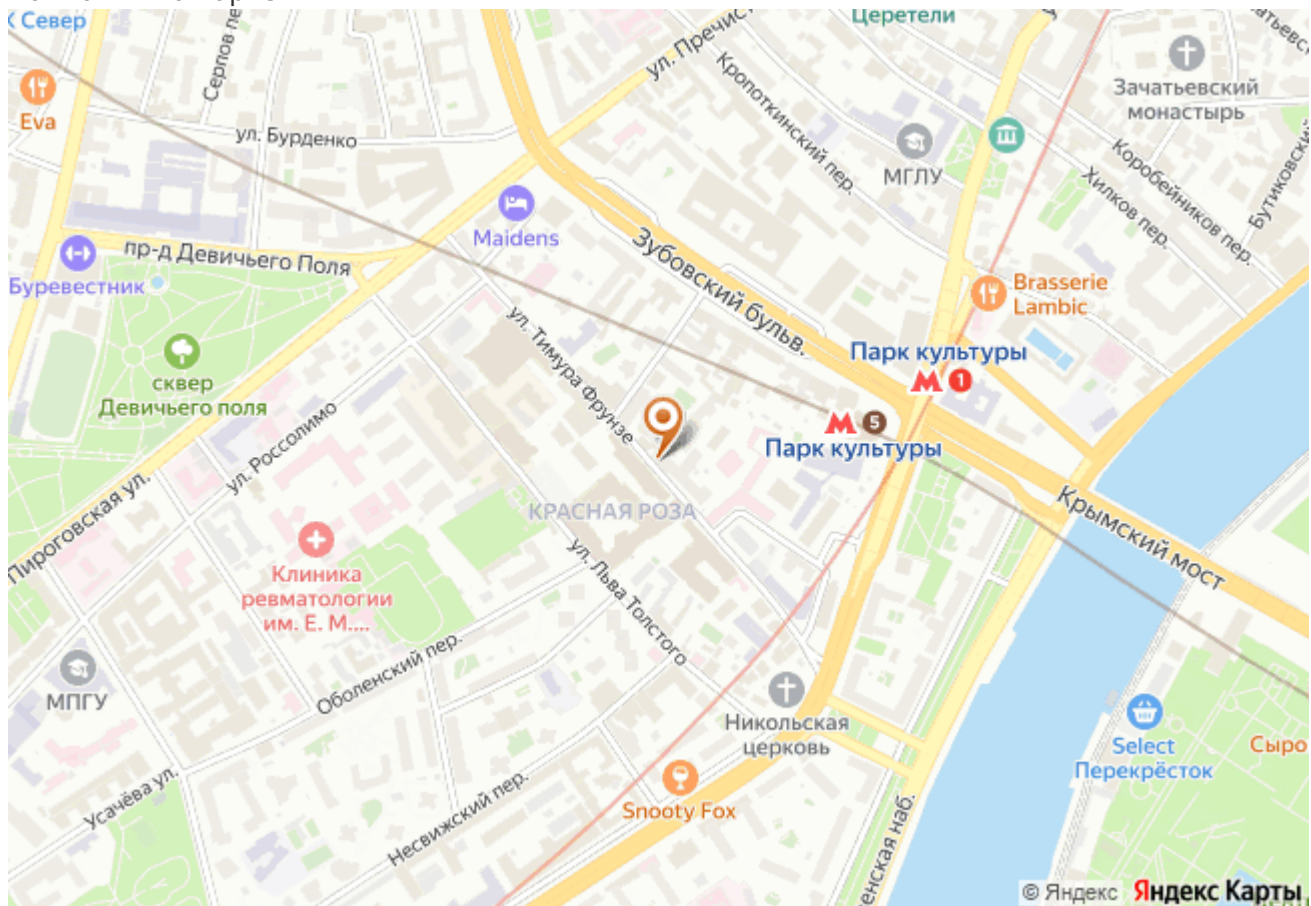 Север
Церетели
Серпов пер.
ул. Пречист
Зачатьевский
монастырь
Eva
ул. Бурденко
Кропоткинский пер.
МГЛУ
Коробейников пер.
Хилков пер.
Бутиковский
Maidens
пр-д Девичьего Поля
Буревестник
Зубовский бульв.
Brasserie
Lambic
ул. Тимура Фрунзе
Парк культуры
1
сквер
Девичьего поля
5
Парк культуры
ул. Россолимо
Пироговская ул.
КРАСНАЯ РОЗА
Крымский мост
Клиника
ревматологии
им. Е. М....
ул. Льва Толстого
Оболенский пер.
МПГУ
Никольская
церковь
Select
Перекрёсток
Сыро
Усачёва ул.
Snooty Fox
Несвижский пер.
енская наб.
© Яндекс Яндекс Карты